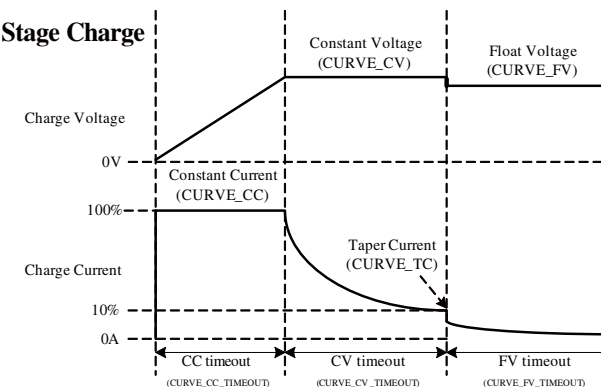 Stage Charge
Constant Voltage
(CURVE_CV)
Float Voltage
(CURVE_FV)
Charge Voltage
0V
Constant Current
(CURVE_CC)
100%
Taper Current
(CURVE_TC)
Charge Current
10%
0A
CC timeout
CV timeout
FV timeout
(CURVE_CC_TIMEOUT)
(CURVE_CV_TIMEOUT)
(CURVE_FV_TIMEOUT)